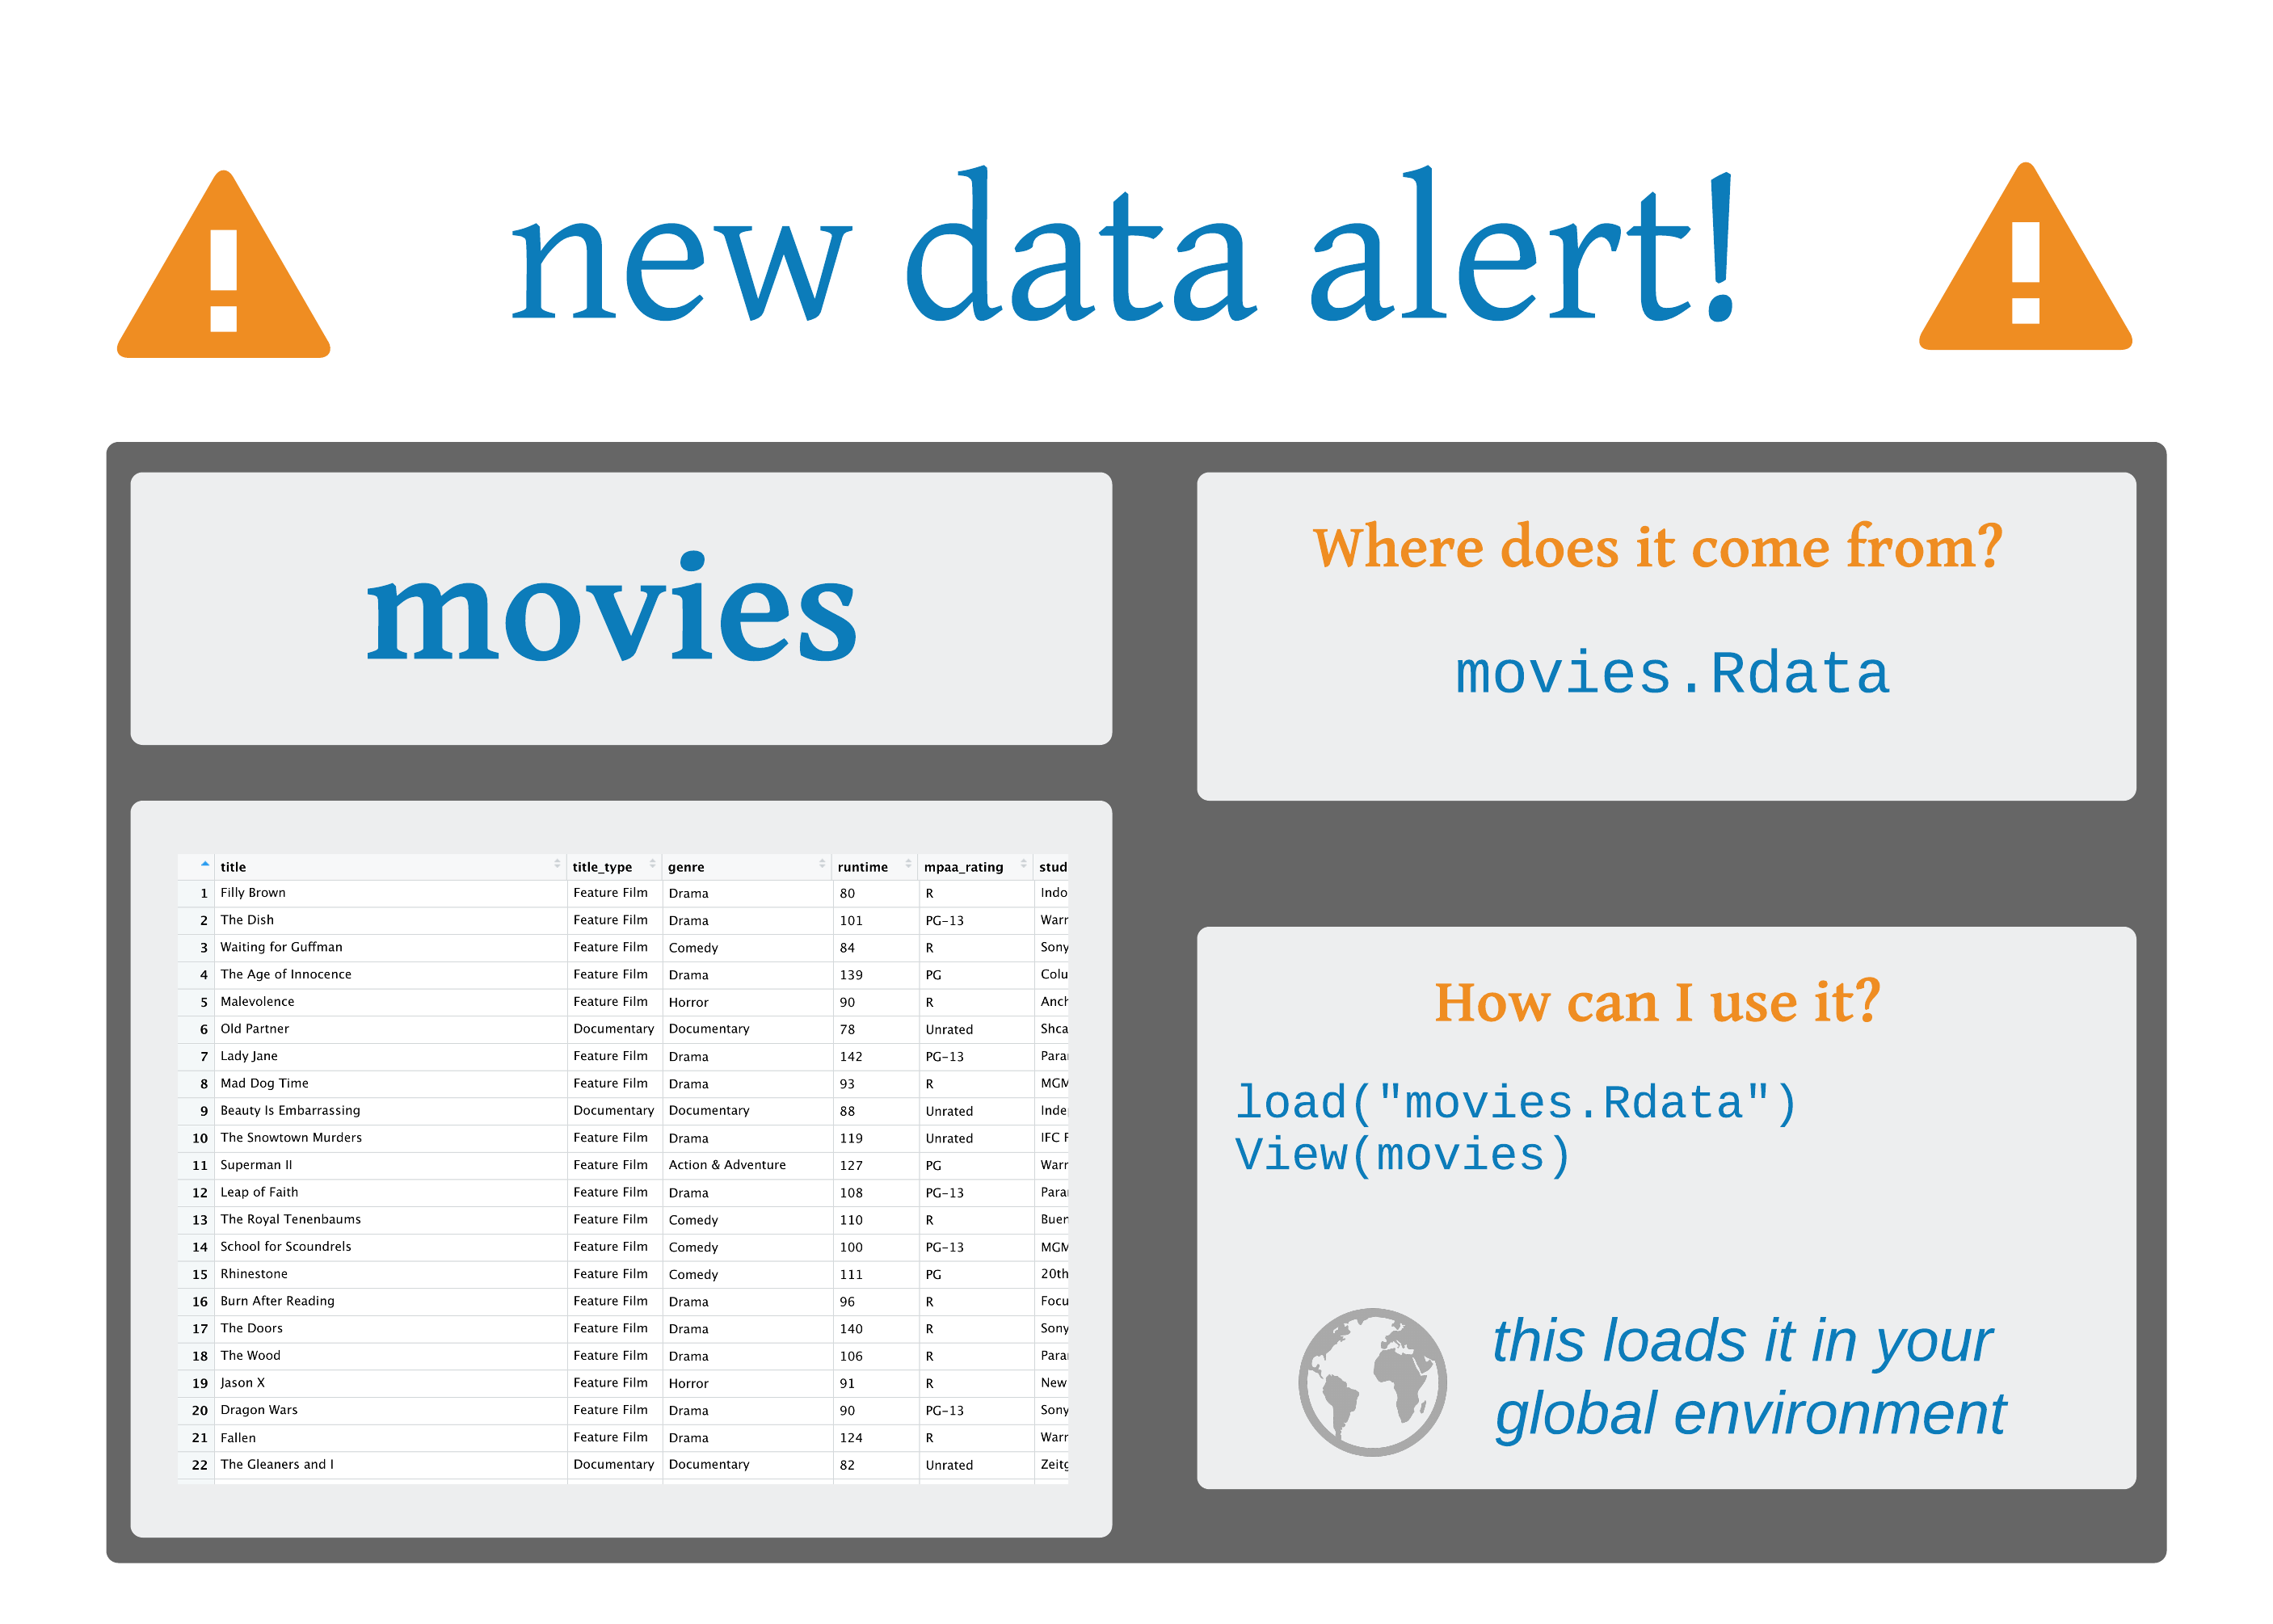 new data alert!
movies
title title_type genre runtime mpaa_rating stud
1 Filly Brown Feature Film Drama 80 R Indo
2 The Dish Feature Film Drama 101 PG-13 Warr
3 Waiting for Guffman Feature Film Comedy 84 R Sony
4 The Age of Innocence Feature Film Drama 139 PG Colu
5 Malevolence Feature Film Horror 90 R Anch
6 Old Partner Documentary Documentary 78 Unrated Shca
7 Lady Jane Feature Film Drama 142 PG-13 Para
8 Mad Dog Time Feature Film Drama 93 R MGM
9 Beauty Is Embarrassing Documentary Documentary 88 Unrated Inde
10 The Snowtown Murders Feature Film Drama 119 Unrated IFC F
11 Superman II Feature Film Action & Adventure 127 PG Warr
12 Leap of Faith Feature Film Drama 108 PG-13 Para
13 The Royal Tenenbaums Feature Film Comedy 110 R Buen
14 School for Scoundrels Feature Film Comedy 100 PG-13 MGM
15 Rhinestone Feature Film Comedy 111 PG 20th
16 Burn After Reading Feature Film Drama 96 R Focu
17 The Doors Feature Film Drama 140 R Sony
18 The Wood Feature Film Drama 106 R Para
19 Jason X Feature Film Horror 91 R New
20 Dragon Wars Feature Film Drama 90 PG-13 Sony
21 Fallen Feature Film Drama 124 R Warr
22 The Gleaners and I Documentary Documentary 82 Unrated Zeitg
Where does it come from?
movies.Rdata
How can I use it?
load("movies.Rdata")
View(movies)
this loads it in your
global environment